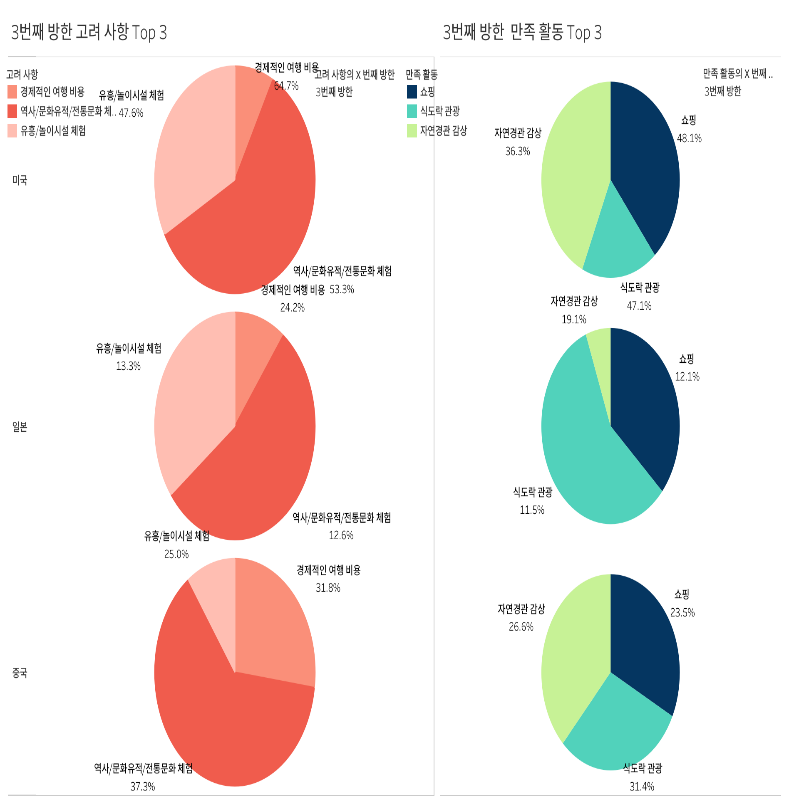 3번째 방한 고려 사항 Top 3
고려 사항
경제적인 여행 비용
역사/문화유적/전통문화 체..
유흥/놀이시설 체험
고려 사항의 X 번째 방한
3번째 방한
미국
경제적인 여행 비용
64.7%
유흥/놀이시설 체험
47.6%
역사/문화유적/전통문화 체험
53.3%
일본
경제적인 여행 비용
24.2%
유흥/놀이시설 체험
13.3%
역사/문화유적/전통문화 체험
12.6%
중국
유흥/놀이시설 체험
25.0%
경제적인 여행 비용
31.8%
역사/문화유적/전통문화 체험
37.3%
3번째 방한 만족 활동 Top 3
만족 활동
쇼핑
식도락 관광
자연경관 감상
만족 활동의 X 번째 ..
3번째 방한
쇼핑
48.1%
자연경관 감상
36.3%
식도락 관광
47.1%
자연경관 감상
19.1%
쇼핑
12.1%
식도락 관광
11.5%
쇼핑
23.5%
자연경관 감상
26.6%
식도락 관광
31.4%